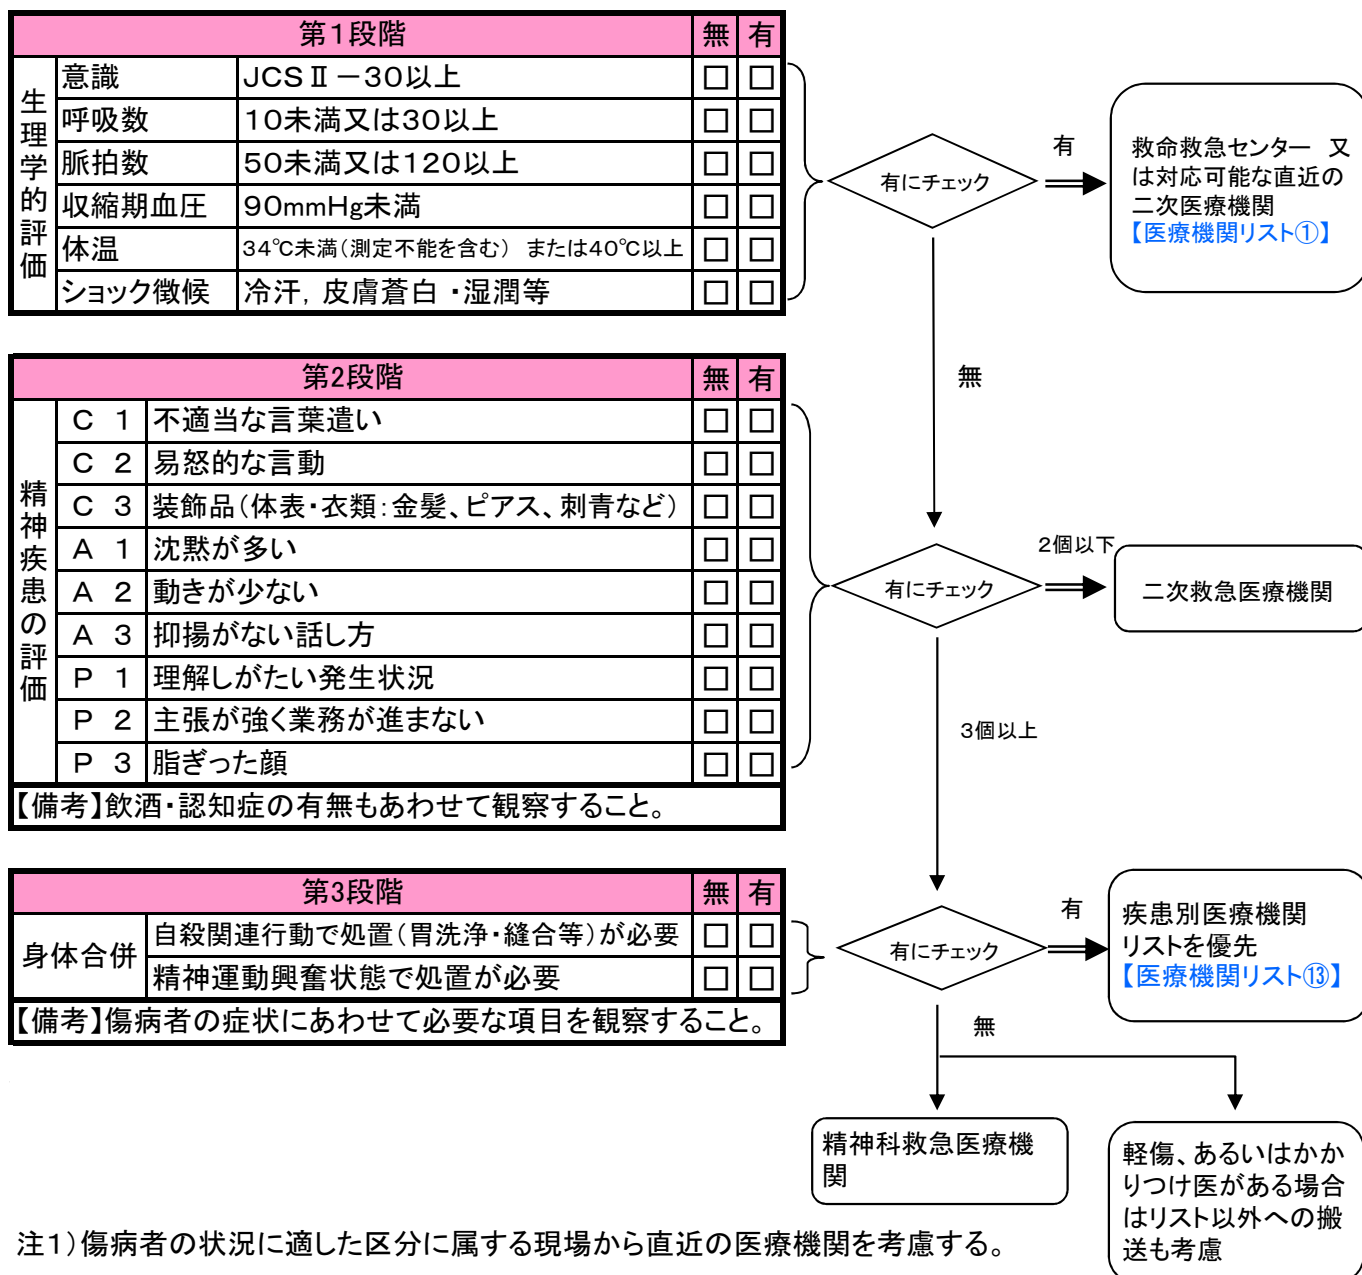 第1段階 無 有
生理学的評価
意識 JCSⅡ－30以上 □ □
呼吸数 10未満又は30以上 □ □
脈拍数 50未満又は120以上 □ □
収縮期血圧 90mmHg未満 □ □
体温 34℃未満(測定不能を含む) または40℃以上 □ □
ショック徴候 冷汗，皮膚蒼白・湿潤等 □ □
有にチェック
有
救命救急センター 又
は対応可能な直近の
二次医療機関
【医療機関リスト①】
無
第2段階 無 有
精神疾患の評価
C 1 不適当な言葉遣い □ □
C 2 易怒的な言動 □ □
C 3 装飾品(体表・衣類:金髪、ピアス、刺青など) □ □
A 1 沈黙が多い □ □
A 2 動きが少ない □ □
A 3 抑揚がない話し方 □ □
P 1 理解しがたい発生状況 □ □
P 2 主張が強く業務が進まない □ □
P 3 脂ぎった顔 □ □
【備考】飲酒・認知症の有無もあわせて観察すること。
有にチェック
2個以下
二次救急医療機関
3個以上
第3段階 無 有
身体合併
自殺関連行動で処置(胃洗浄・縫合等)が必要 □ □
精神運動興奮状態で処置が必要 □ □
【備考】傷病者の症状にあわせて必要な項目を観察すること。
有にチェック
有
疾患別医療機関
リストを優先
【医療機関リスト⑬】
無
精神科救急医療機
関
軽傷、あるいはかか
りつけ医がある場合
はリスト以外への搬
送も考慮
注1)傷病者の状況に適した区分に属する現場から直近の医療機関を考慮する。